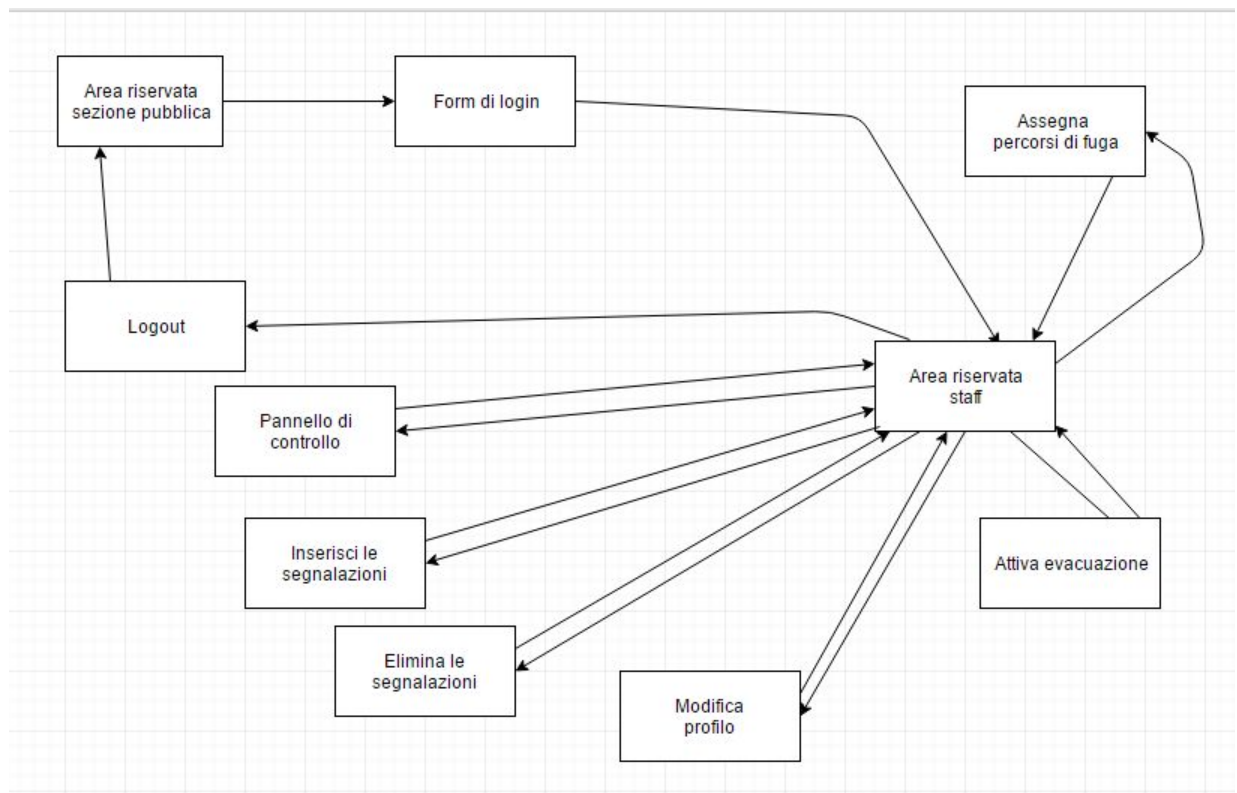 Area riservata
sezione pubblica
Form di login
Assegna
percorsi di fuga
Logout
Area riservata
staff
Pannello di
controllo
Inserisci le
segnalazioni
Attiva evacuazione
Elimina le
segnalazioni
Modifica
profilo